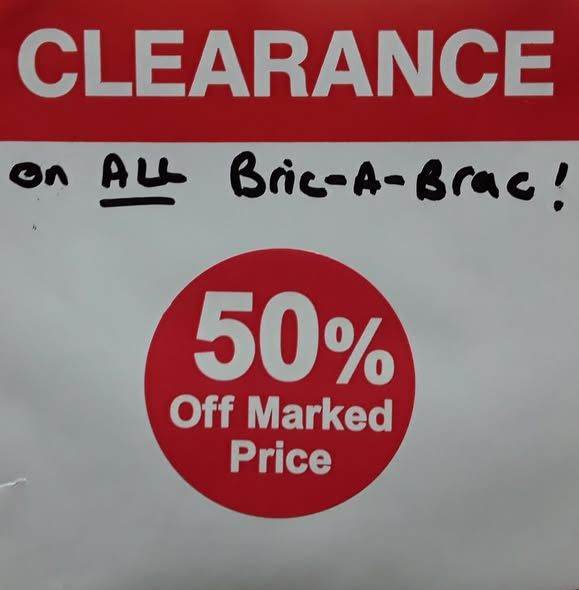 CLEARANCE
on ALL Bric-A-Brac!
50%
Off Marked
Price